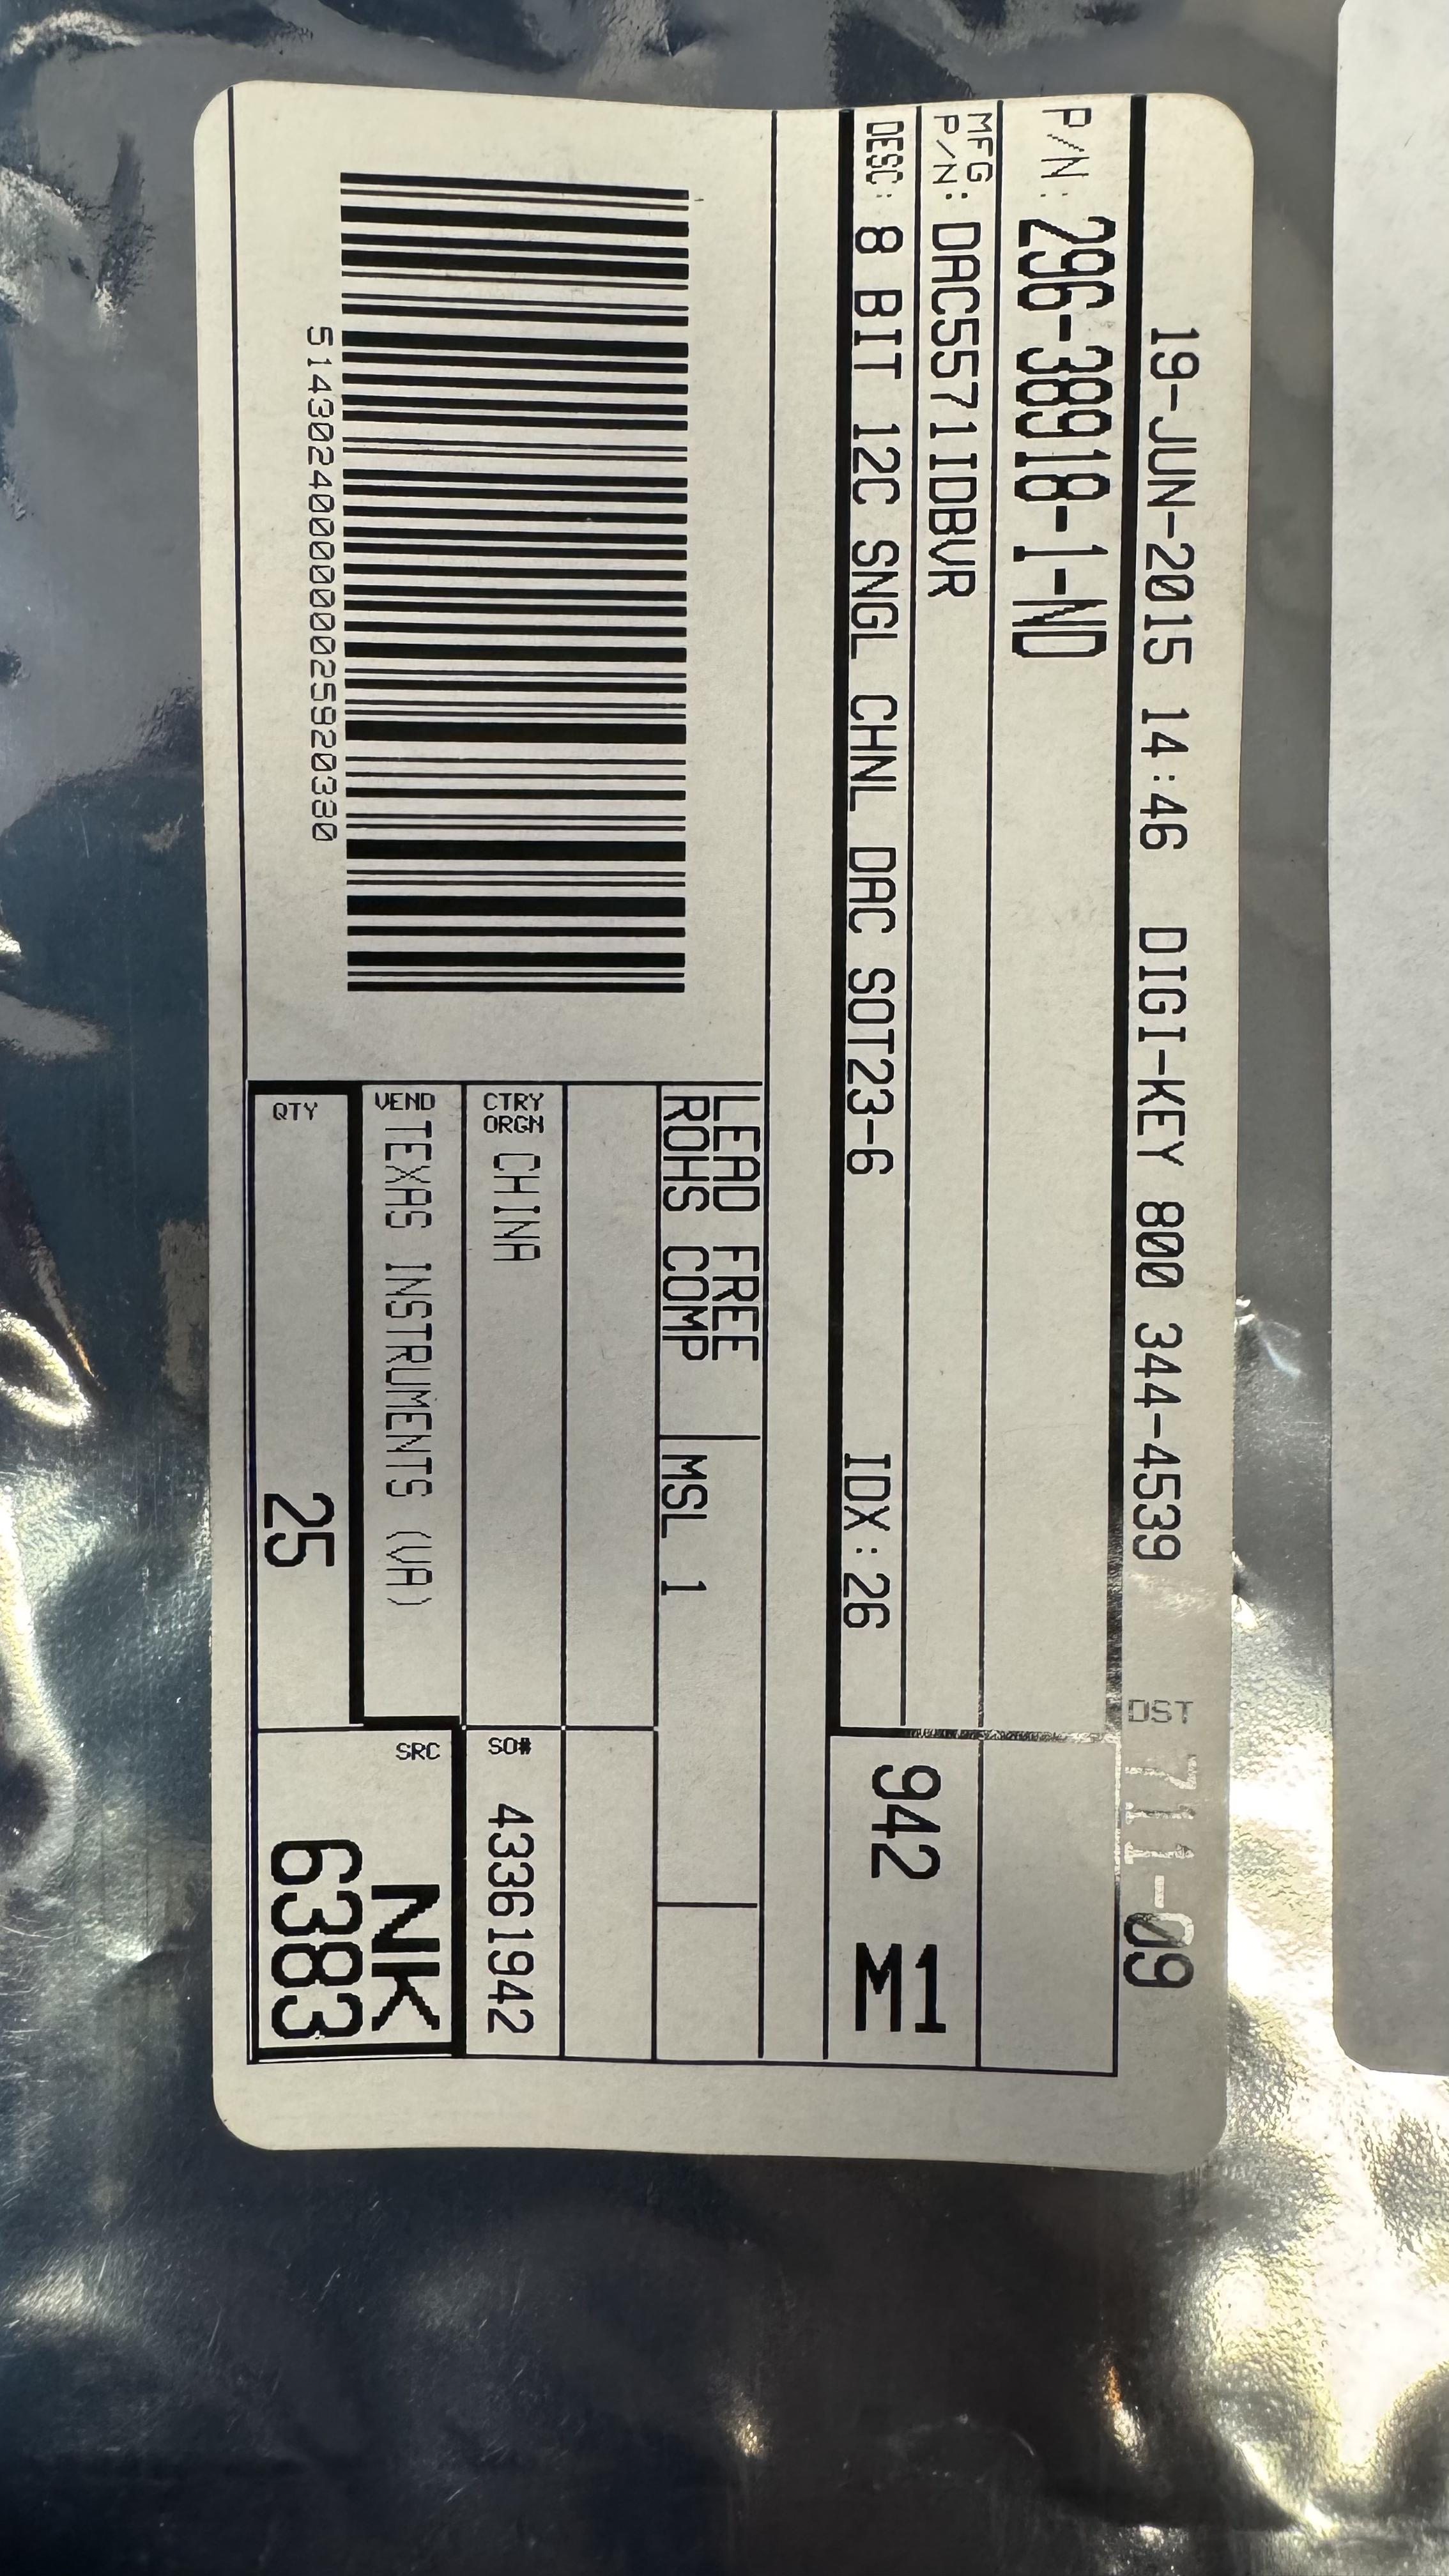 19-JUN-2015 14:46 DIGI-KEY 800 344-4539 DST 711-09
P/N: 296-38918-1-ND
MFG
P/N: DAC5571IDBVR
DESC: 8 BIT 12C SNGL CHNL DAC SOT23-6 IDX:26
942 M1
LEAD FREE
ROHS COMP
MSL 1
CTRY
ORGN CHINA
SO# 43361942
VEND TEXAS INSTRUMENTS (VA)
SRC NK
6383
QTY 25
51430240000000025920380